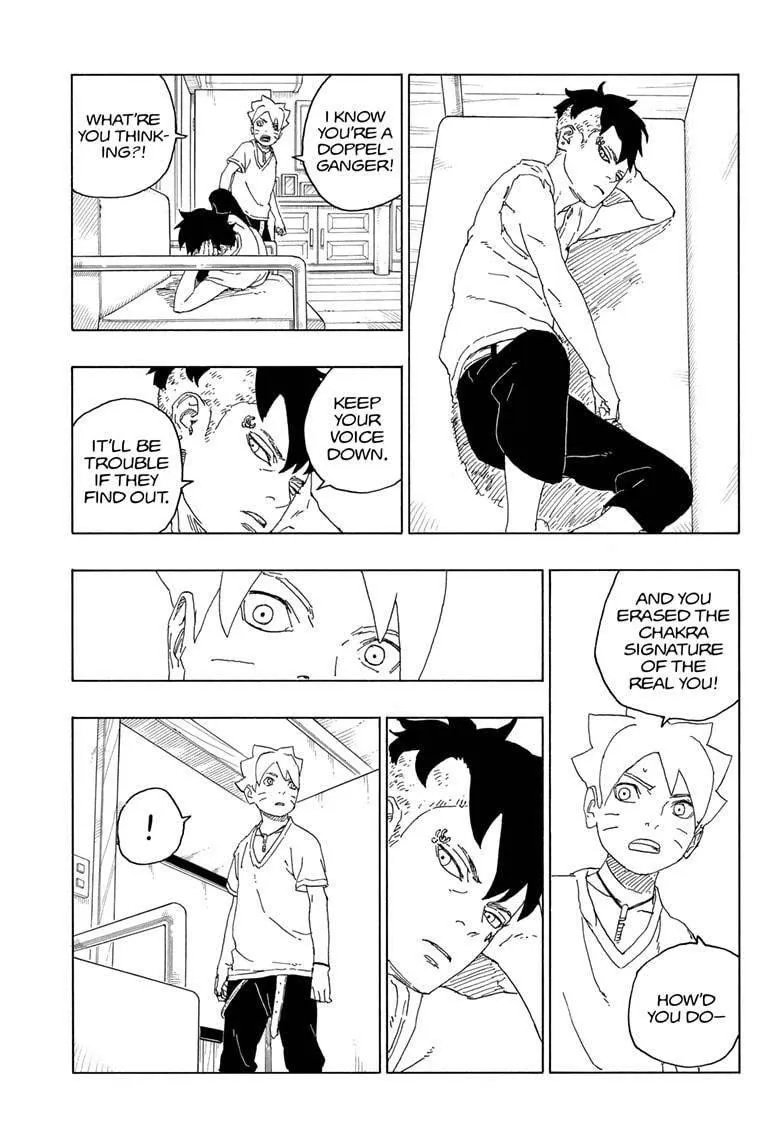 I KNOW
YOU'RE A
DOPPEL-
GANGER!
WHAT'RE
YOU THINK-
ING?!
KEEP
YOUR
VOICE
DOWN.
IT'LL BE
TROUBLE
IF THEY
FIND OUT.
AND YOU
ERASED THE
CHAKRA
SIGNATURE
OF THE
REAL YOU!
HOW'D
YOU DO—
!